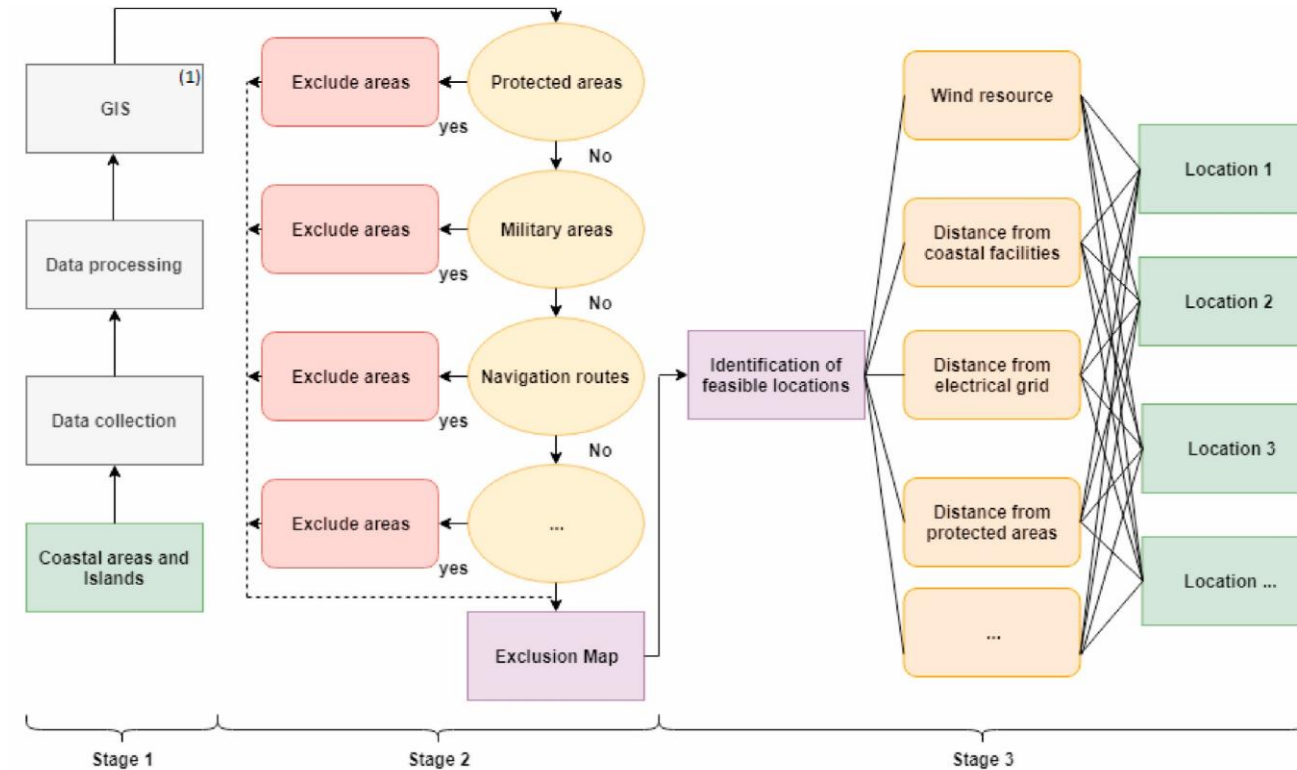 (1)
GIS
Data processing
Data collection
Coastal areas and
Islands
Exclude areas
Protected areas
yes
No
Exclude areas
Military areas
yes
No
Exclude areas
Navigation routes
yes
No
Exclude areas
...
yes
Exclusion Map
Identification of
feasible locations
Wind resource
Distance from
coastal facilities
Distance from
electrical grid
Distance from
protected areas
...
Location 1
Location 2
Location 3
Location ...
Stage 1
Stage 2
Stage 3